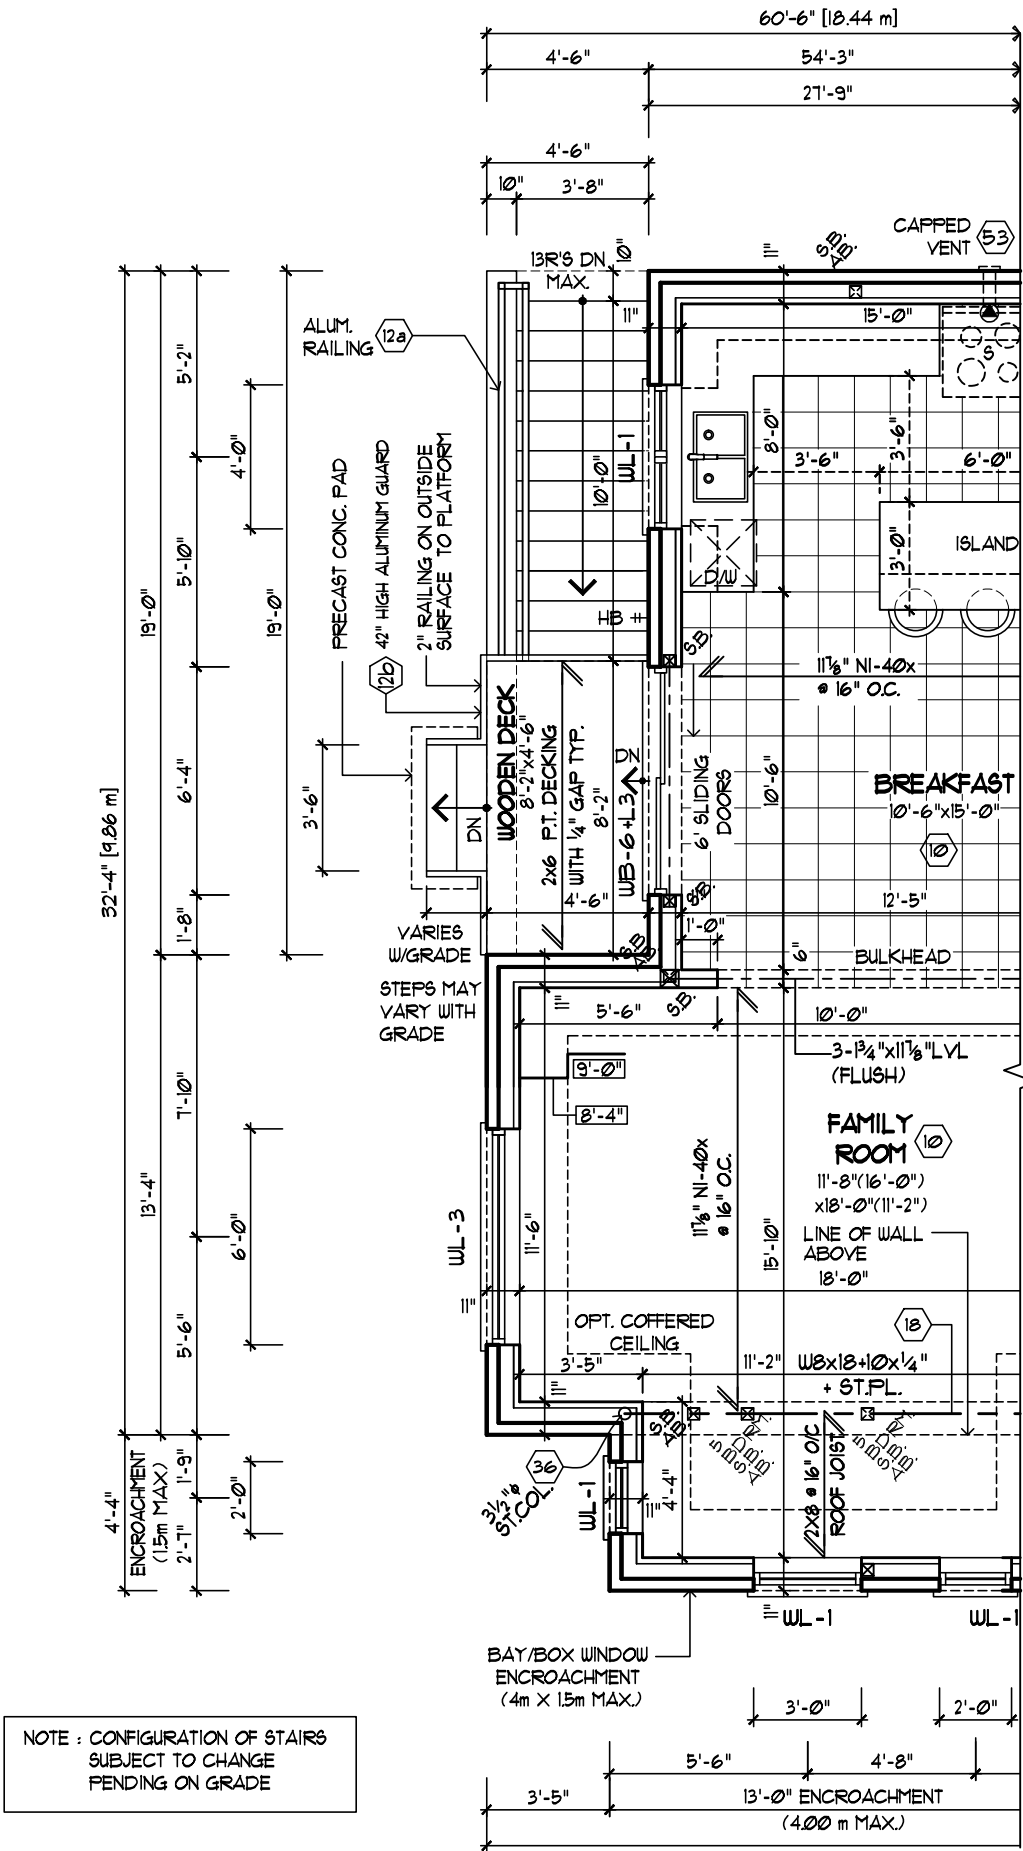 60'-6" [18.44 m]
4'-6"
54'-3"
27'-9"
4'-6"
10"
3'-8"
CAPPED
VENT
53
S.B.
A.B.
11"
10"
13R'S DN
MAX.
11"
15'-0"
ALUM.
RAILING
12a
S
5'-2"
4'-0"
5'-10"
19'-0"
19'-0"
PRECAST CONC. PAD
42" HIGH ALUMINUM GUARD
12b
2" RAILING ON OUTSIDE
SURFACE TO PLATFORM
10'-0"
WL-1
8'-0"
3'-6"
3'-6"
6'-0"
3'-0"
ISLAND
D/W
HB
S.B.
11⅞" NI-40x
@ 16" O.C.
WOODEN DECK
8'-2"x4'-6"
2x6 P.T. DECKING
WITH ¼" GAP TYP.
8'-2"
DN
DN
WB-6+L3
6' SLIDING
DOORS
10'-6"
BREAKFAST
10'-6"x15'-0"
10
6'-4"
3'-6"
32'-4" [9.86 m]
1'-8"
4'-6"
S.B.
12'-5"
1'-0"
VARIES
W/GRADE
S.B.
A.B.
6"
BULKHEAD
STEPS MAY
VARY WITH
GRADE
11"
S.B.
5'-6"
10'-0"
9'-0"
8'-4"
3-1¾"x11⅞"LVL
(FLUSH)
7'-10"
FAMILY
ROOM
10
11'-8"(16'-0")
x18'-0"(11'-2")
11⅞" NI-40x
@ 16" O.C.
13'-4"
6'-0"
WL-3
11'-6"
15'-10"
LINE OF WALL
ABOVE
18'-0"
11"
5'-6"
OPT. COFFERED
CEILING
18
3'-5"
11'-2"
W8x18+10x¼"
+ ST.PL.
11"
S.B.
A.B.
4'-4"
ENCROACHMENT
(1.5m MAX.)
1'-9"
2'-7"
2'-0"
36
3½"ø
ST.COL.
WL-1
11"
4'-4"
2X8 @ 16" O/C
ROOF JOIST
11"
WL-1
WL-1
BAY/BOX WINDOW
ENCROACHMENT
(4m X 1.5m MAX.)
3'-0"
2'-0"
NOTE : CONFIGURATION OF STAIRS
SUBJECT TO CHANGE
PENDING ON GRADE
5'-6"
4'-8"
3'-5"
13'-0" ENCROACHMENT
(4.00 m MAX.)